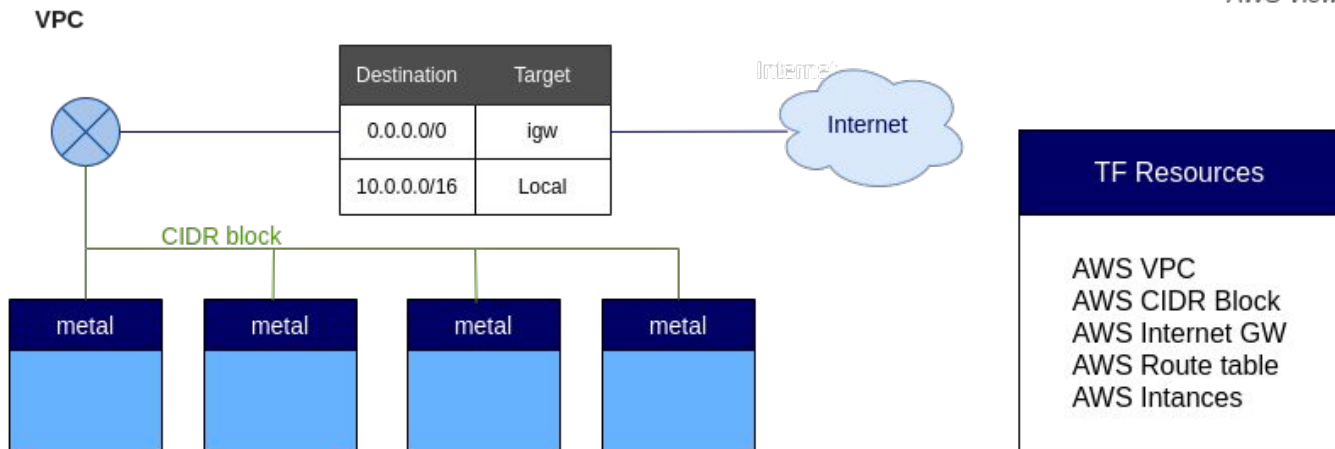 VPC
Destination Target
0.0.0.0/0 igw
10.0.0.0/16 Local
Internet
Internet
TF Resources
CIDR block
AWS VPC
AWS CIDR Block
AWS Internet GW
AWS Route table
AWS Intances
metal metal metal metal